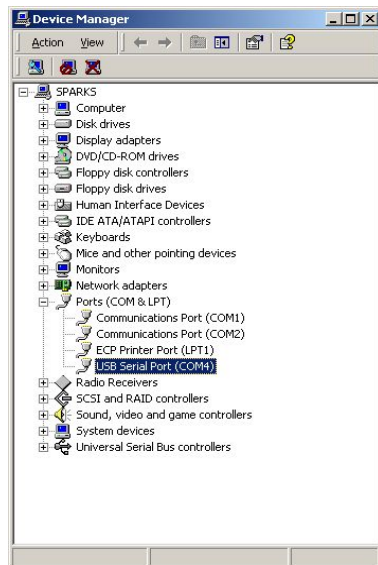 Device Manager
Action View
SPARKS
Computer
Disk drives
Display adapters
DVD/CD-ROM drives
Floppy disk controllers
Floppy disk drives
Human Interface Devices
IDE ATA/ATAPI controllers
Keyboards
Mice and other pointing devices
Monitors
Network adapters
Ports (COM & LPT)
Communications Port (COM1)
Communications Port (COM2)
ECP Printer Port (LPT1)
USB Serial Port (COM4)
Radio Receivers
SCSI and RAID controllers
Sound, video and game controllers
System devices
Universal Serial Bus controllers